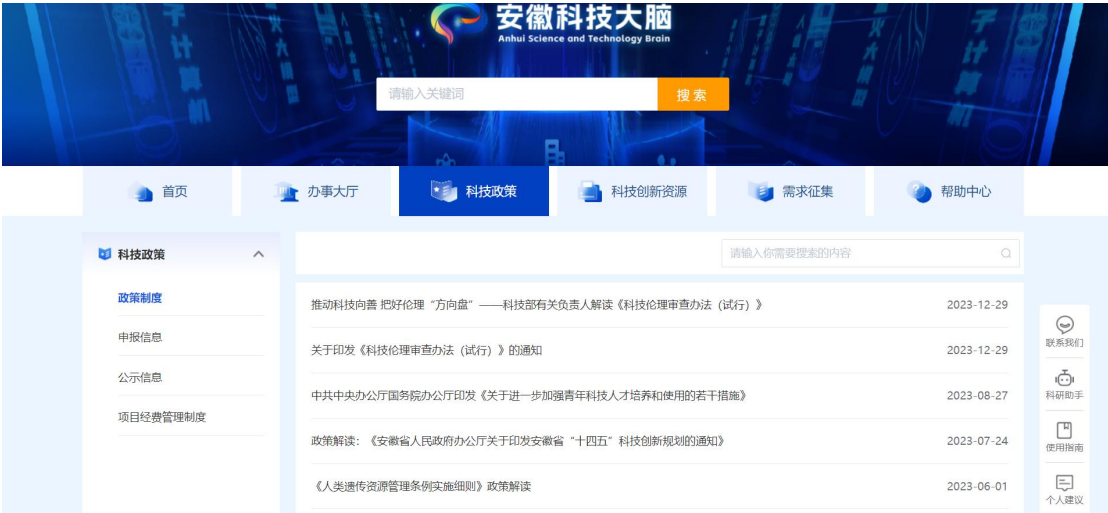 安徽科技大脑
Anhui Science and Technology Brain
请输入关键词
搜索
首页
办事大厅
科技政策
科技创新资源
需求征集
帮助中心
科技政策
政策制度
申报信息
公示信息
项目经费管理制度
请输入你需要搜索的内容
推动科技向善 把好伦理“方向盘”——科技部有关负责人解读《科技伦理审查办法（试行）》 2023-12-29
关于印发《科技伦理审查办法（试行）》的通知 2023-12-29
中共中央办公厅国务院办公厅印发《关于进一步加强青年科技人才培养和使用的若干措施》 2023-08-27
政策解读：《安徽省人民政府办公厅关于印发安徽省“十四五”科技创新规划的通知》 2023-07-24
《人类遗传资源管理条例实施细则》政策解读 2023-06-01
联系我们
科研助手
使用指南
个人建议